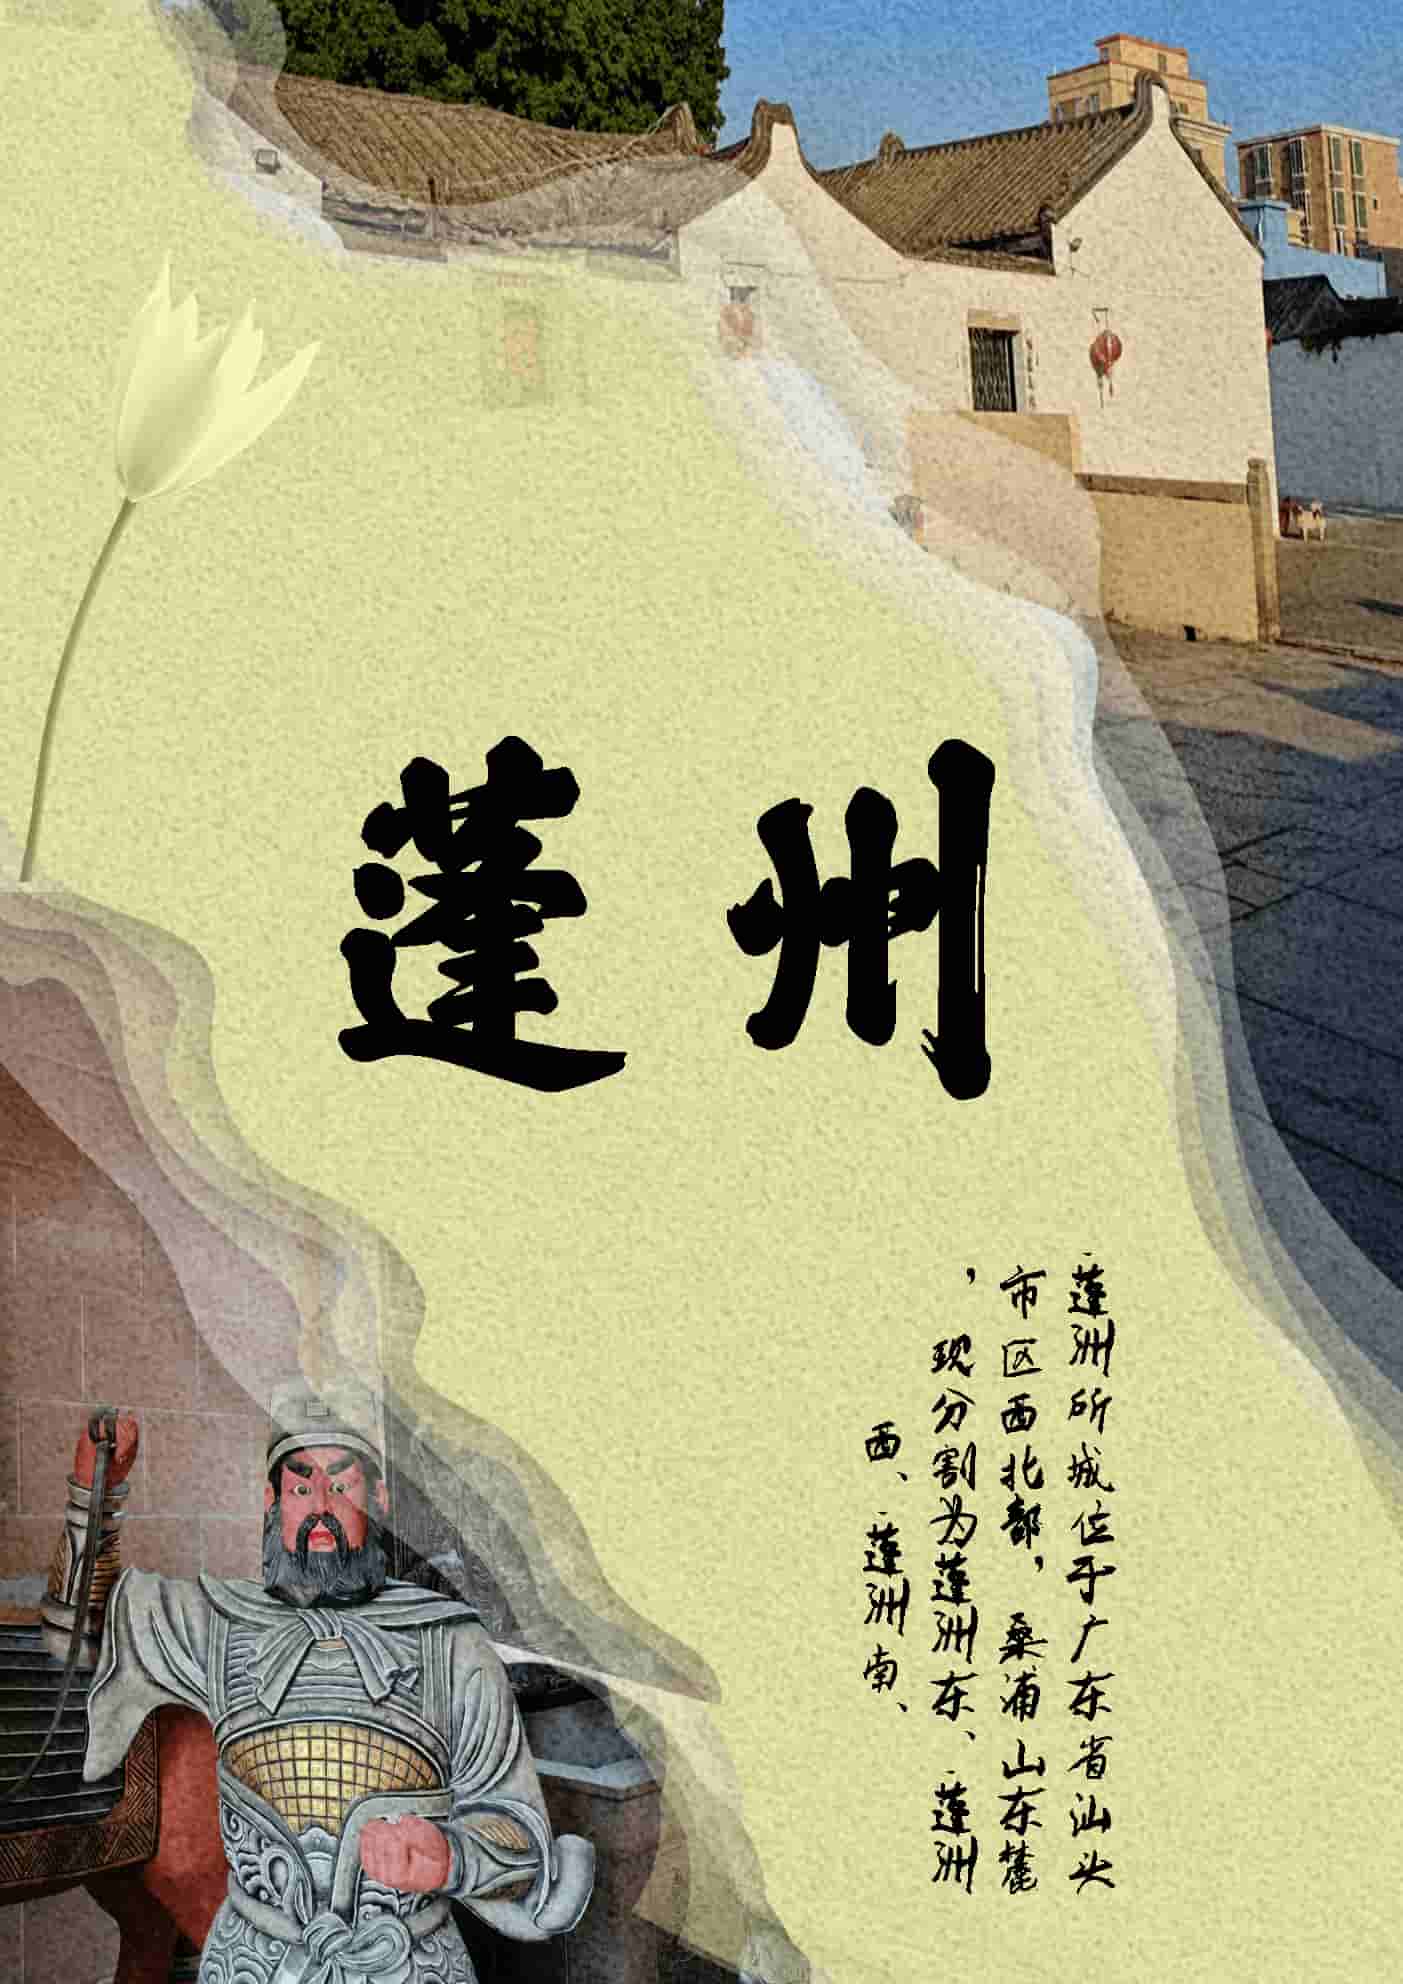 蓬州
蓬洲所城位于广东省汕头
市区西北部，桑浦山东麓
，现分割为蓬洲东、蓬洲
西、蓬洲南、